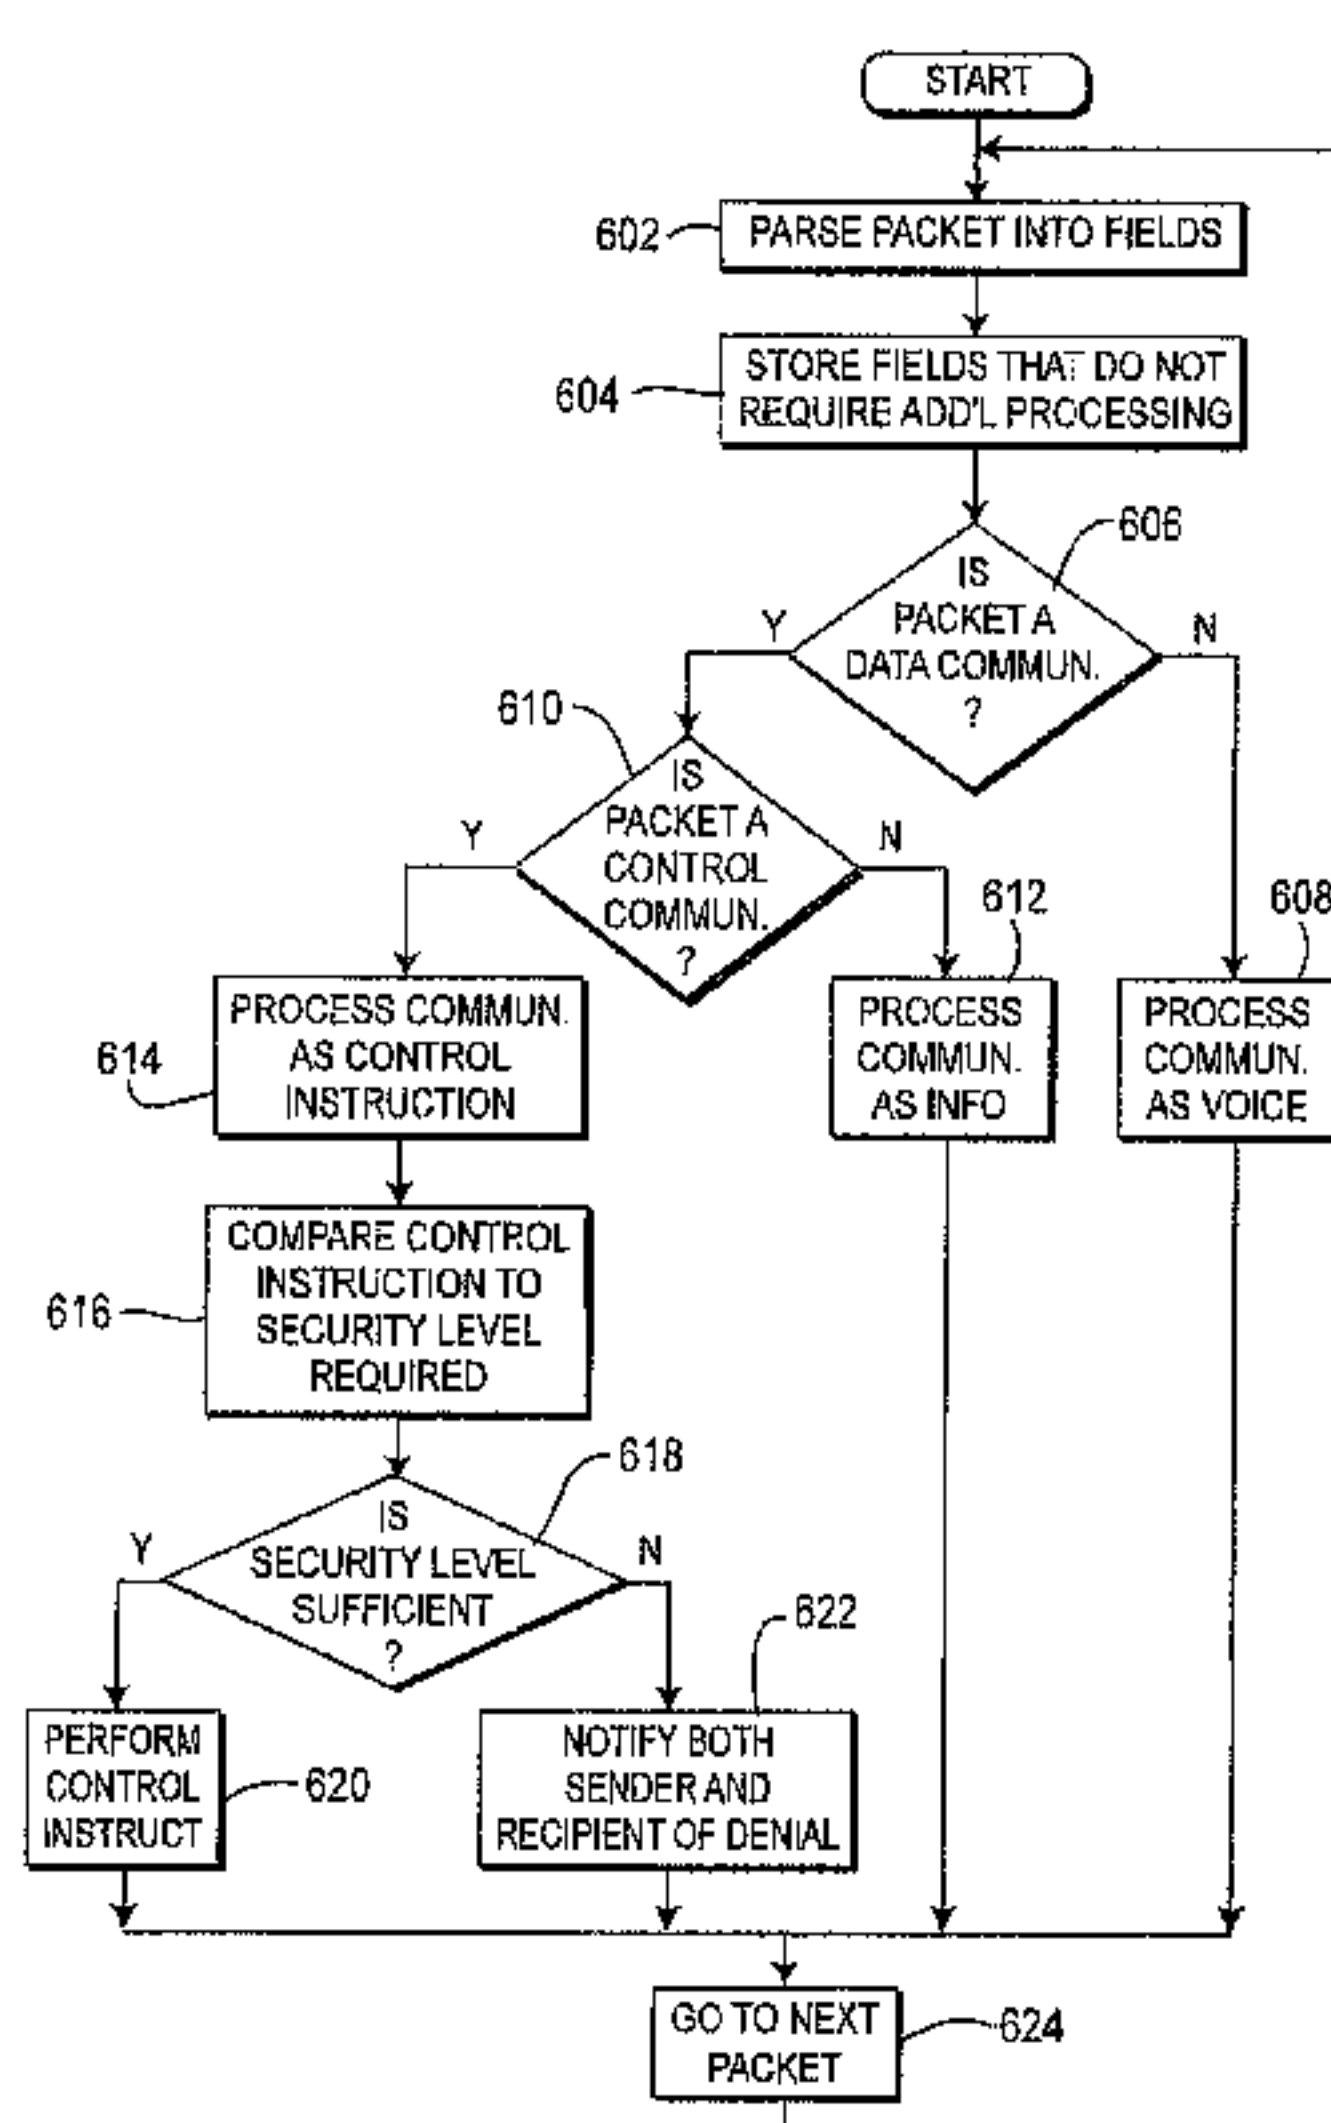 START
602
PARSE PACKET INTO FIELDS
604
STORE FIELDS THAT DO NOT
REQUIRE ADD'L PROCESSING
606
IS
PACKET A
DATA COMMUN.
?
Y
N
610
IS
PACKET A
CONTROL
COMMUN.
?
Y
N
612
608
614
PROCESS COMMUN.
AS CONTROL
INSTRUCTION
PROCESS
COMMUN.
AS INFO
PROCESS
COMMUN.
AS VOICE
616
COMPARE CONTROL
INSTRUCTION TO
SECURITY LEVEL
REQUIRED
618
IS
SECURITY LEVEL
SUFFICIENT
?
Y
N
622
PERFORM
CONTROL
INSTRUCT
620
NOTIFY BOTH
SENDER AND
RECIPIENT OF DENIAL
GO TO NEXT
PACKET
624